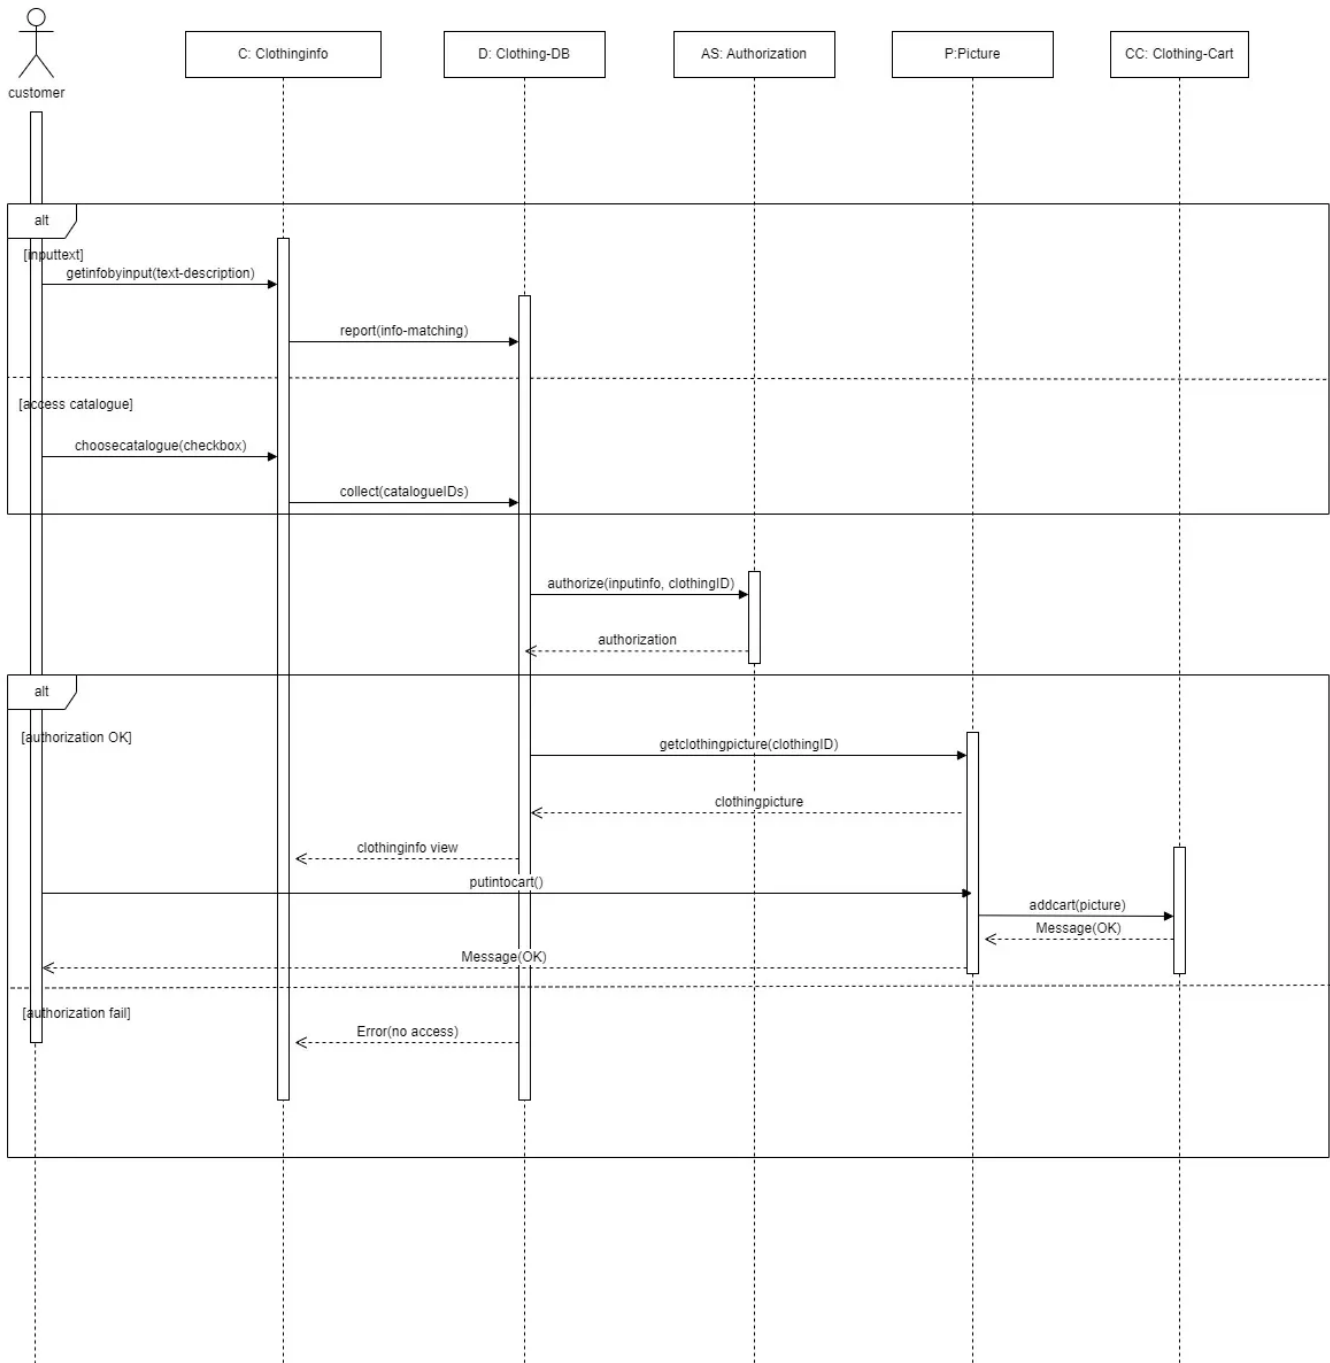 customer
C: Clothinginfo
D: Clothing-DB
AS: Authorization
P:Picture
CC: Clothing-Cart
alt
[inputtext]
getinfobyinput(text-description)
report(info-matching)
[access catalogue]
choosecatalogue(checkbox)
collect(catalogueIDs)
authorize(inputinfo, clothingID)
authorization
alt
[authorization OK]
getclothingpicture(clothingID)
clothingpicture
clothinginfo view
putintocart()
addcart(picture)
Message(OK)
Message(OK)
[authorization fail]
Error(no access)